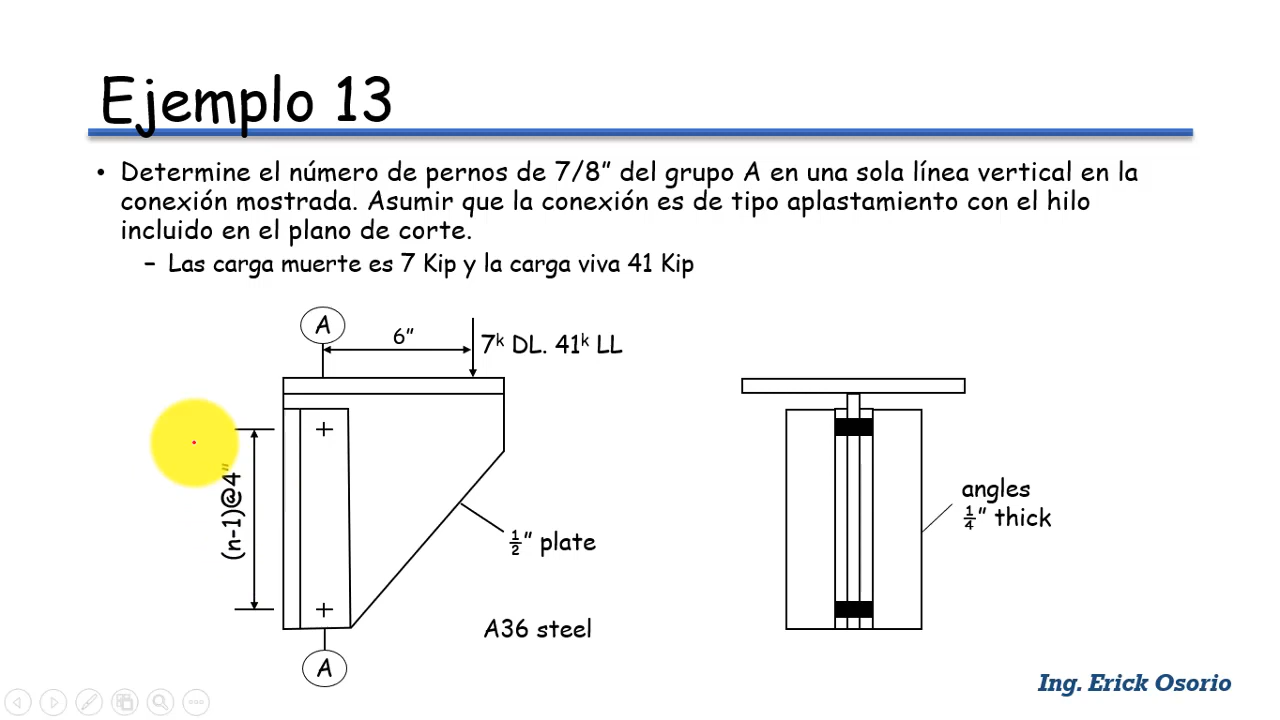 Ejemplo 13
• Determine el número de pernos de 7/8” del grupo A en una sola línea vertical en la
conexión mostrada. Asumir que la conexión es de tipo aplastamiento con el hilo
incluido en el plano de corte.
– Las carga muerte es 7 Kip y la carga viva 41 Kip
A
6”
7ᵏ DL. 41ᵏ LL
(n-1)@4”
½” plate
angles
¼” thick
A36 steel
A
Ing. Erick Osorio